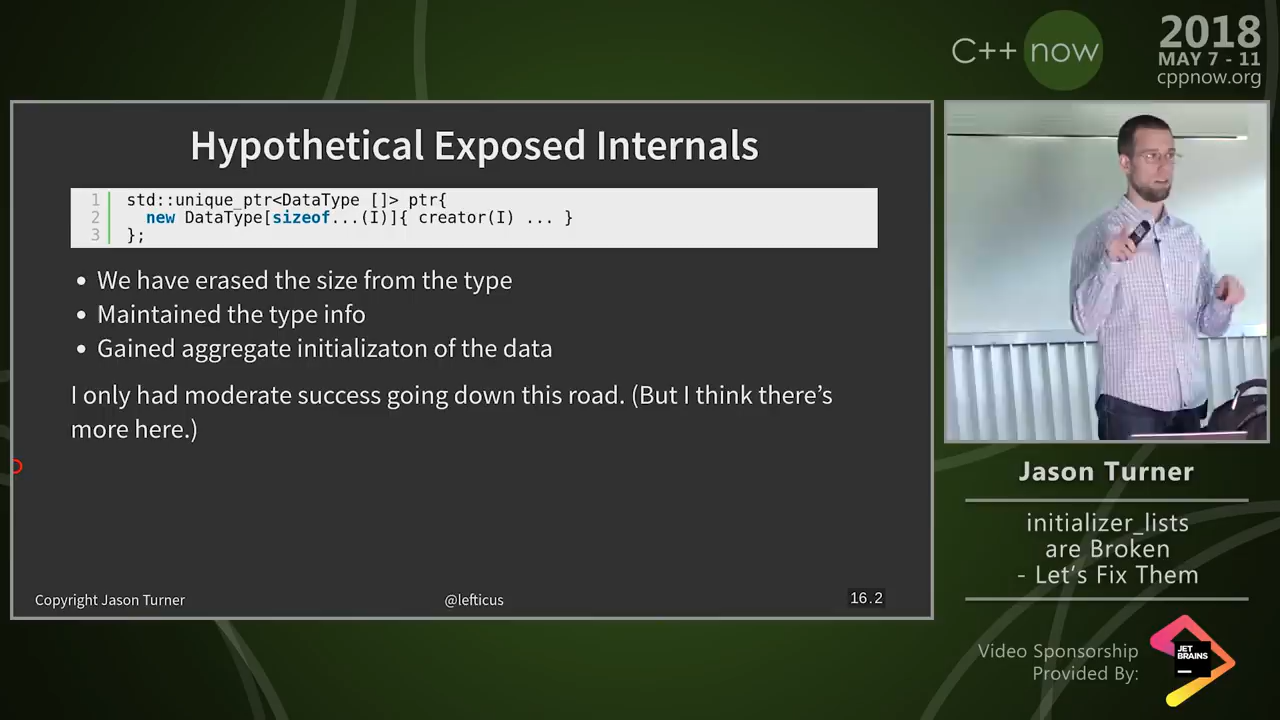 C++ now
2018
MAY 7 - 11
cppnow.org
Hypothetical Exposed Internals
1 std::unique_ptr<DataType []> ptr{
2 new DataType[sizeof...(I)]{ creator(I) ... }
3 };
• We have erased the size from the type
• Maintained the type info
• Gained aggregate initializaton of the data
I only had moderate success going down this road. (But I think there's
more here.)
Copyright Jason Turner
@lefticus
16.2
Jason Turner
initializer_lists
are Broken
- Let's Fix Them
Video Sponsorship
Provided By:
JET
BRAINS